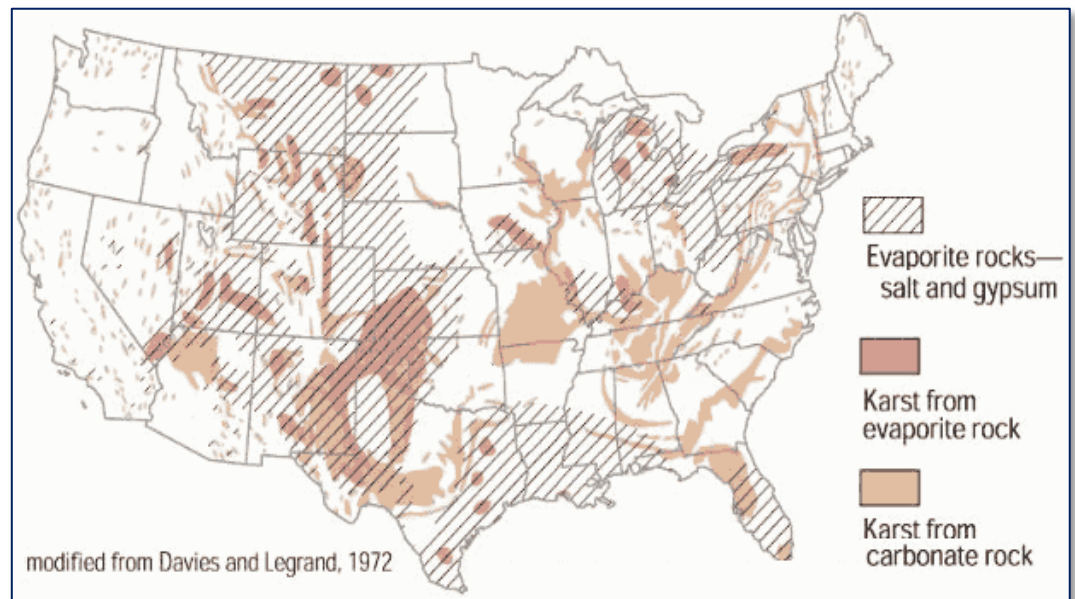 Evaporite rocks—
salt and gypsum
Karst from
evaporite rock
Karst from
carbonate rock
modified from Davies and Legrand, 1972